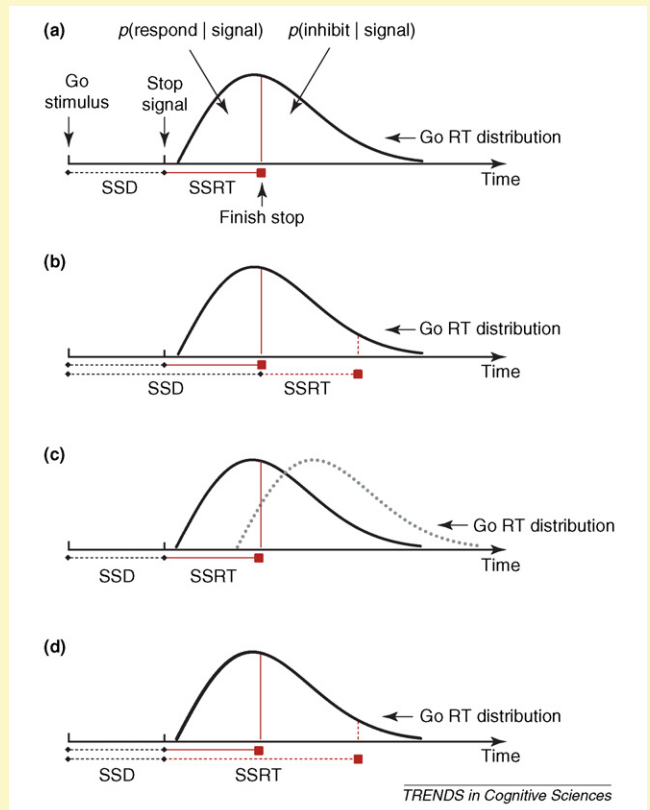 (a)
p(respond | signal)
p(inhibit | signal)
Go
stimulus
Stop
signal
Go RT distribution
Time
SSD
SSRT
Finish stop
(b)
Go RT distribution
Time
SSD
SSRT
(c)
Go RT distribution
Time
SSD
SSRT
(d)
Go RT distribution
Time
SSD
SSRT
TRENDS in Cognitive Sciences